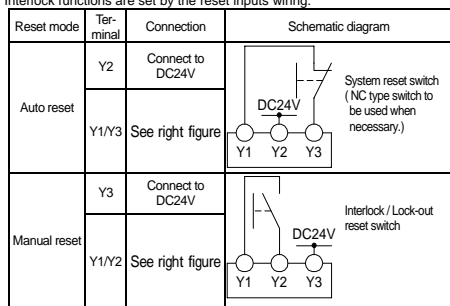 Interlock functions are set by the reset inputs wiring.
Reset mode
Ter-
minal
Connection
Schematic diagram
Auto reset
Y2
Connect to
DC24V
Y1/Y3
See right figure
DC24V
Y1
Y2
Y3
System reset switch
( NC type switch to
be used when
necessary.)
Manual reset
Y3
Connect to
DC24V
Y1/Y2
See right figure
DC24V
Y1
Y2
Y3
Interlock / Lock-out
reset switch